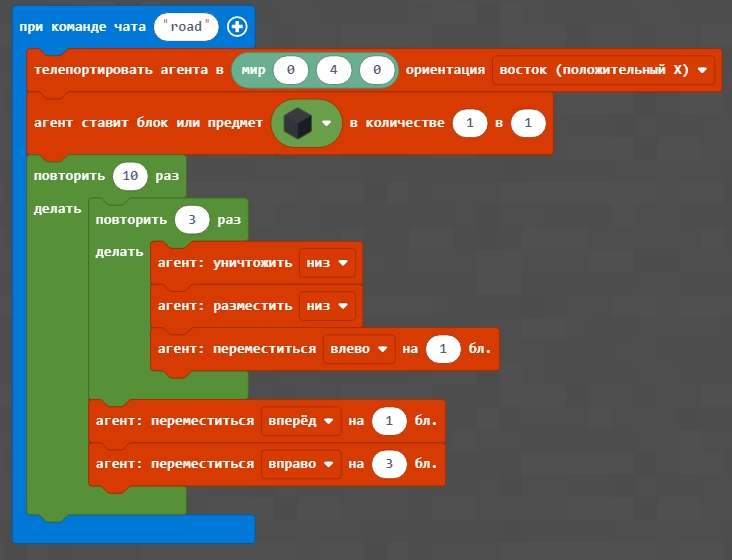 при команде чата "road"
телепортировать агента в мир 0 4 0 ориентация восток (положительный X)
агент ставит блок или предмет в количестве 1 в 1
повторить 10 раз
делать
повторить 3 раз
делать
агент: уничтожить низ
агент: разместить низ
агент: переместиться влево на 1 бл.
агент: переместиться вперёд на 1 бл.
агент: переместиться вправо на 3 бл.